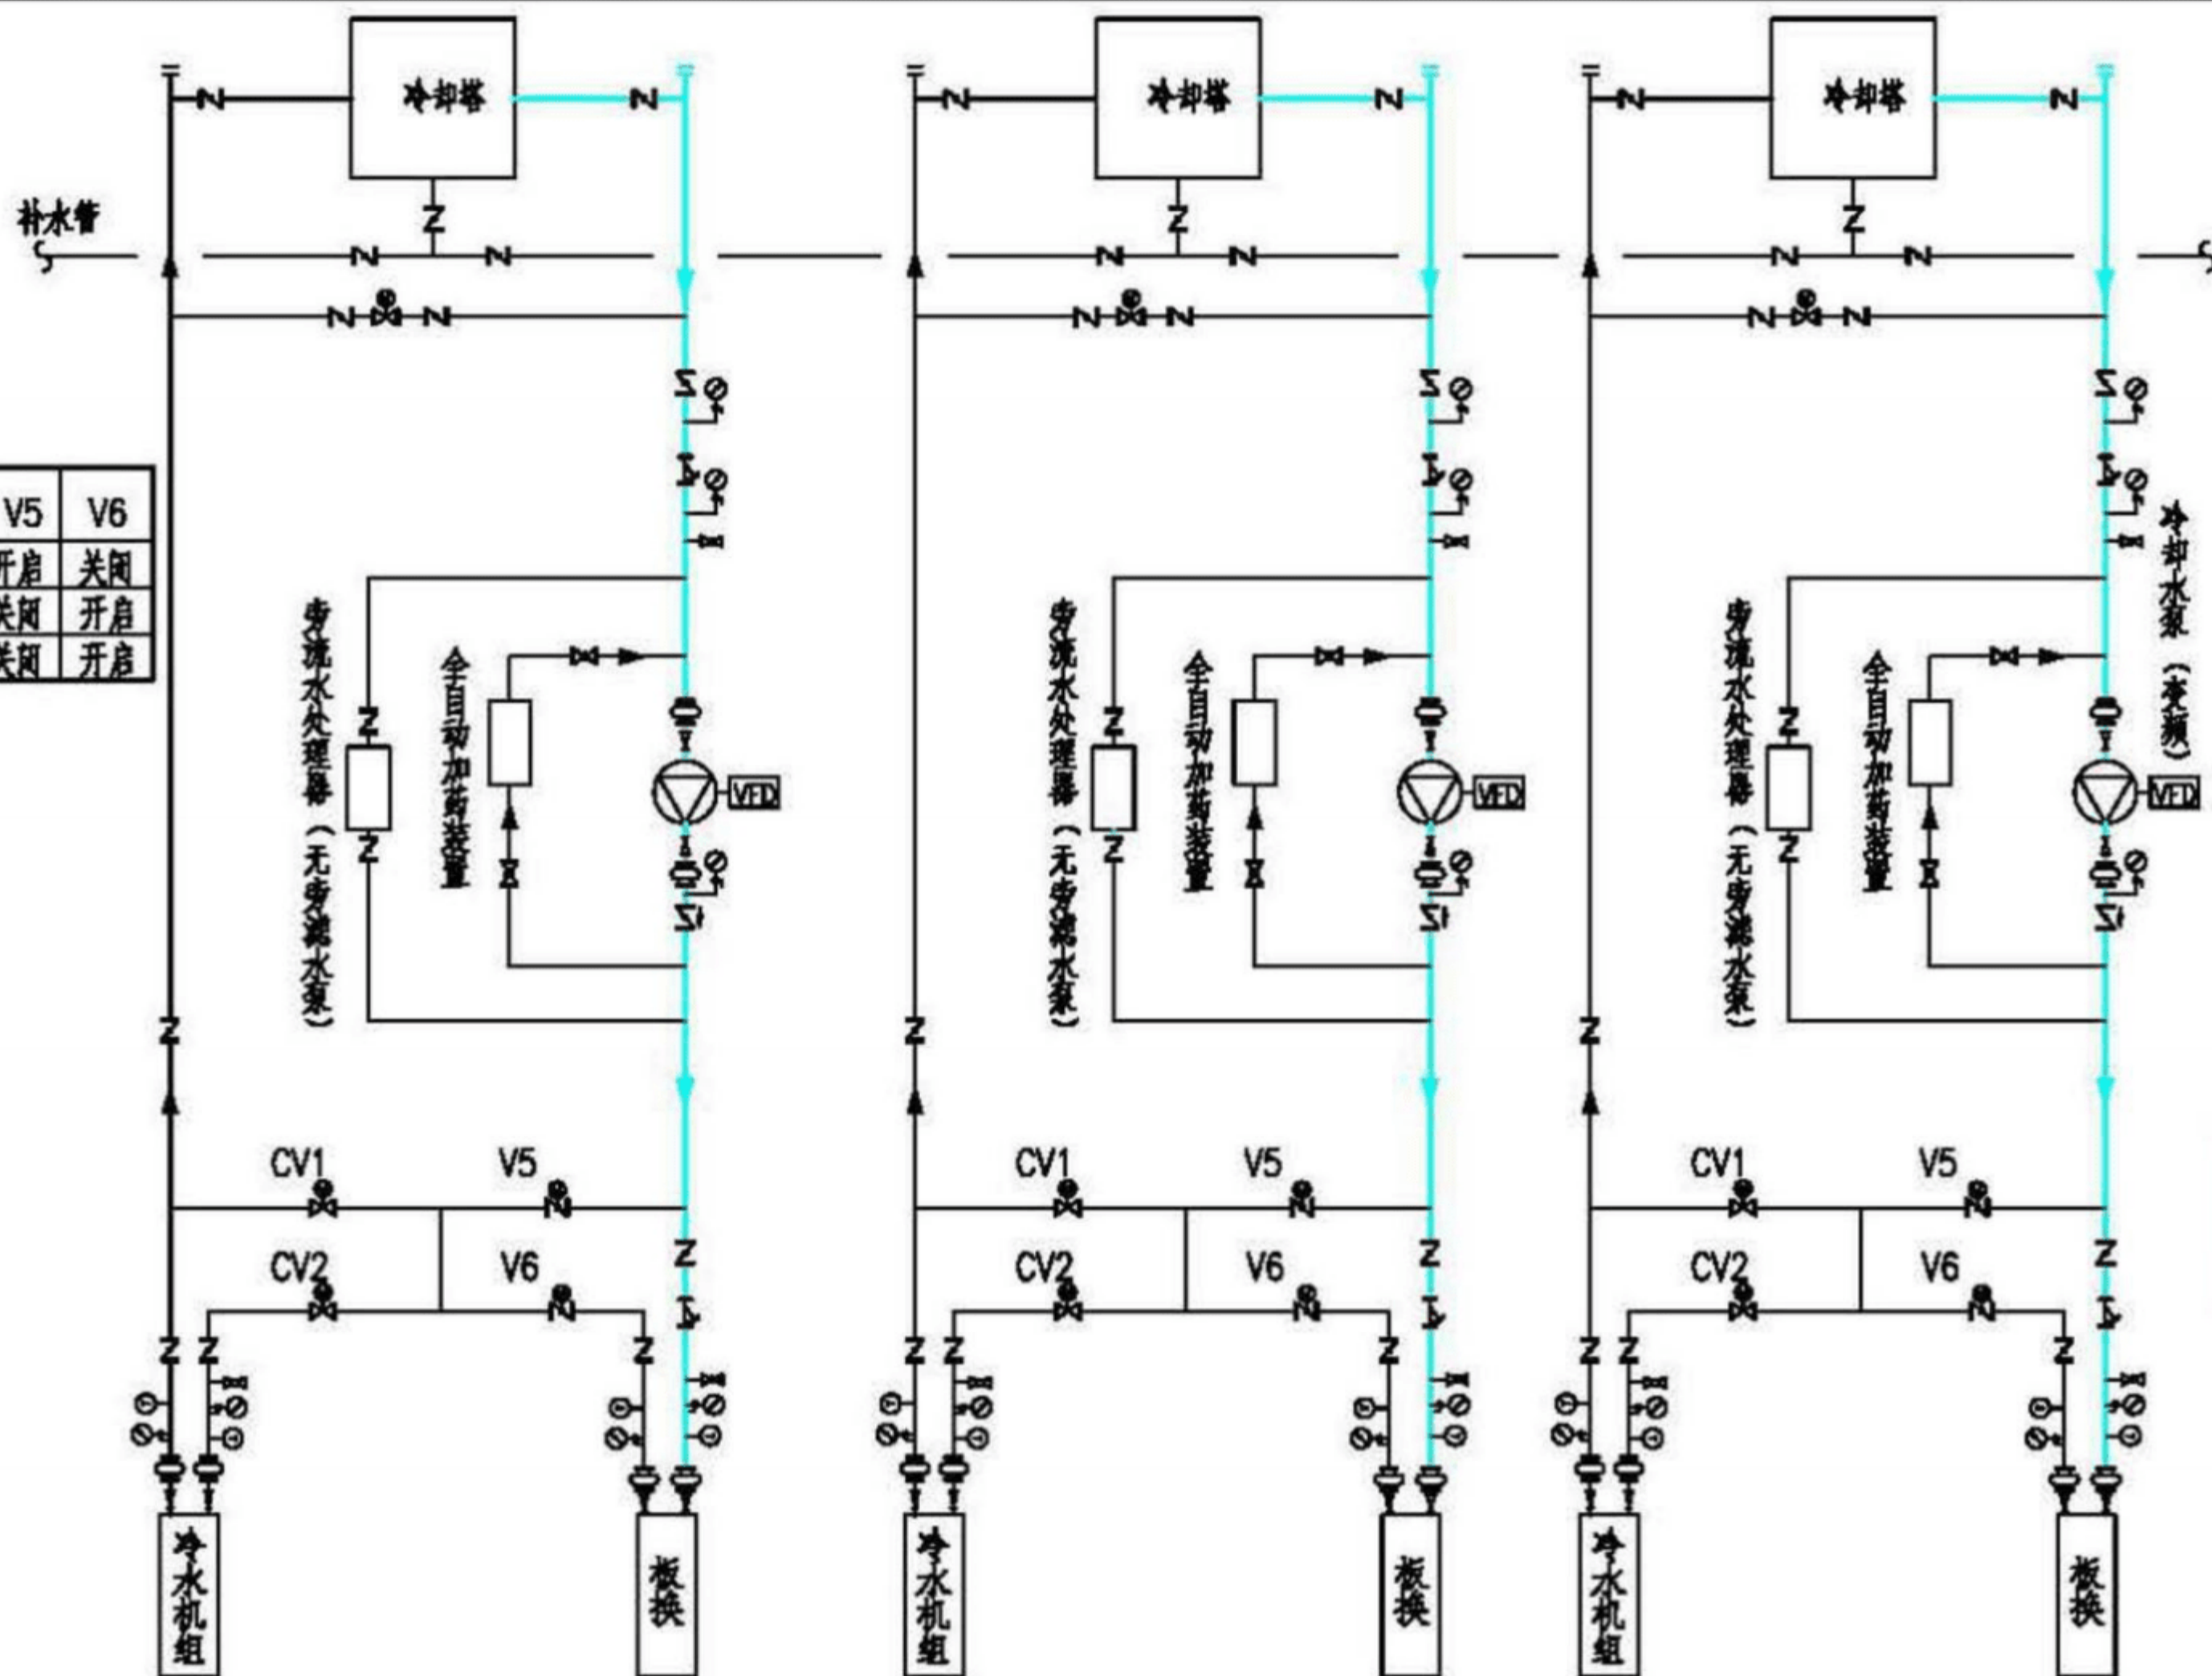 冷却塔
冷却塔
冷却塔
补水管
V5 V6
开启 关闭
关闭 开启
关闭 开启
旁流水处理器(无旁滤水泵)
全自动加药装置
VFD
旁流水处理器(无旁滤水泵)
全自动加药装置
VFD
旁流水处理器(无旁滤水泵)
全自动加药装置
VFD
冷却水泵(变频)
CV1 V5
CV2 V6
CV1 V5
CV2 V6
CV1 V5
CV2 V6
冷水机组
板换
冷水机组
板换
冷水机组
板换